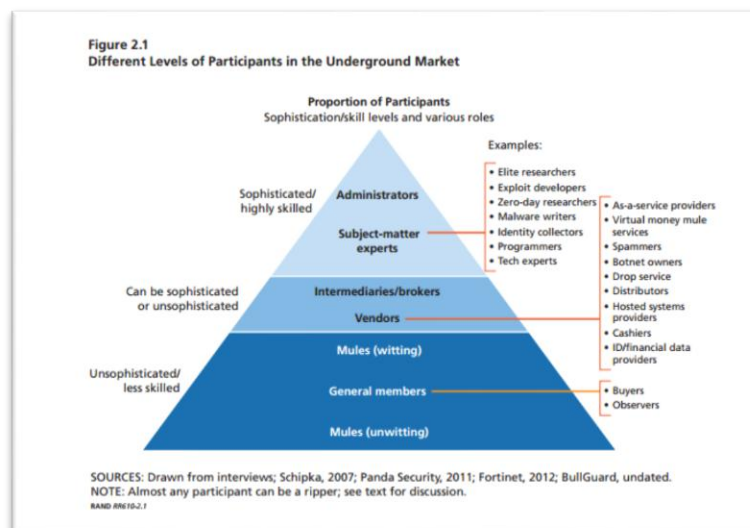 Figure 2.1
Different Levels of Participants in the Underground Market
Proportion of Participants
Sophistication/skill levels and various roles
Sophisticated/
highly skilled
Administrators
Subject-matter
experts
Examples:
• Elite researchers
• Exploit developers
• Zero-day researchers
• Malware writers
• Identity collectors
• Programmers
• Tech experts
Can be sophisticated
or unsophisticated
Intermediaries/brokers
Vendors
• As-a-service providers
• Virtual money mule
services
• Spammers
• Botnet owners
• Drop service
• Distributors
• Hosted systems
providers
• Cashiers
• ID/financial data
providers
Unsophisticated/
less skilled
Mules (witting)
General members
Mules (unwitting)
• Buyers
• Observers
SOURCES: Drawn from interviews; Schipka, 2007; Panda Security, 2011; Fortinet, 2012; BullGuard, undated.
NOTE: Almost any participant can be a ripper; see text for discussion.
RAND RR610-2.1